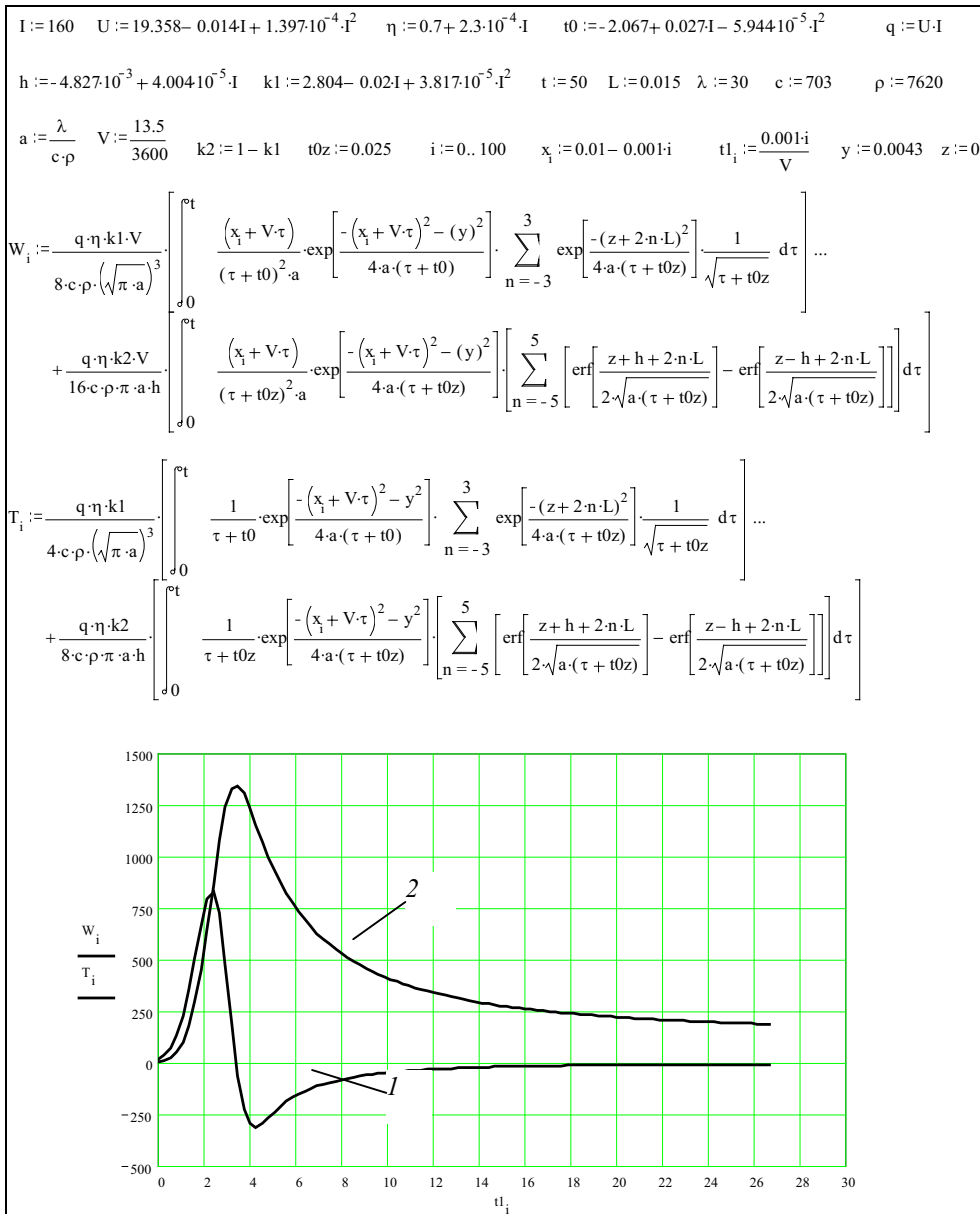 I := 160 U := 19.358 − 0.014·I + 1.397·10⁻⁴·I² η := 0.7 + 2.3·10⁻⁴·I t0 := -2.067 + 0.027·I − 5.944·10⁻⁵·I² q := U·I
h := -4.827·10⁻³ + 4.004·10⁻⁵·I k1 := 2.804 − 0.02·I + 3.817·10⁻⁵·I² t := 50 L := 0.015 λ := 30 c := 703 ρ := 7620
a := λ/(c·ρ) V := 13.5/3600 k2 := 1 − k1 t0z := 0.025 i := 0.. 100 x_i := 0.01 − 0.001·i t1_i := 0.001·i/V y := 0.0043 z := 0
W_i := (q·η·k1·V)/(8·c·ρ·(√(π·a))³)·[∫_0^t (x_i + V·τ)/((τ + t0)²·a)·exp[(-(x_i + V·τ)² − (y)²)/(4·a·(τ + t0))]·∑_{n = -3}^{3} exp[(-(z + 2·n·L)²)/(4·a·(τ + t0z))]·1/√(τ + t0z) dτ] ...
+ (q·η·k2·V)/(16·c·ρ·π·a·h)·[∫_0^t (x_i + V·τ)/((τ + t0z)²·a)·exp[(-(x_i + V·τ)² − (y)²)/(4·a·(τ + t0z))]·[∑_{n = -5}^{5} [erf[(z + h + 2·n·L)/(2·√(a·(τ + t0z)))] − erf[(z − h + 2·n·L)/(2·√(a·(τ + t0z)))]]] dτ]
T_i := (q·η·k1)/(4·c·ρ·(√(π·a))³)·[∫_0^t 1/(τ + t0)·exp[(-(x_i + V·τ)² − y²)/(4·a·(τ + t0))]·∑_{n = -3}^{3} exp[(-(z + 2·n·L)²)/(4·a·(τ + t0z))]·1/√(τ + t0z) dτ] ...
+ (q·η·k2)/(8·c·ρ·π·a·h)·[∫_0^t 1/(τ + t0z)·exp[(-(x_i + V·τ)² − y²)/(4·a·(τ + t0z))]·[∑_{n = -5}^{5} [erf[(z + h + 2·n·L)/(2·√(a·(τ + t0z)))] − erf[(z − h + 2·n·L)/(2·√(a·(τ + t0z)))]]] dτ]
1500
1250
1000
750
500
250
0
−250
−500
W_i
T_i
2
1
0 2 4 6 8 10 12 14 16 18 20 22 24 26 28 30
t1_i